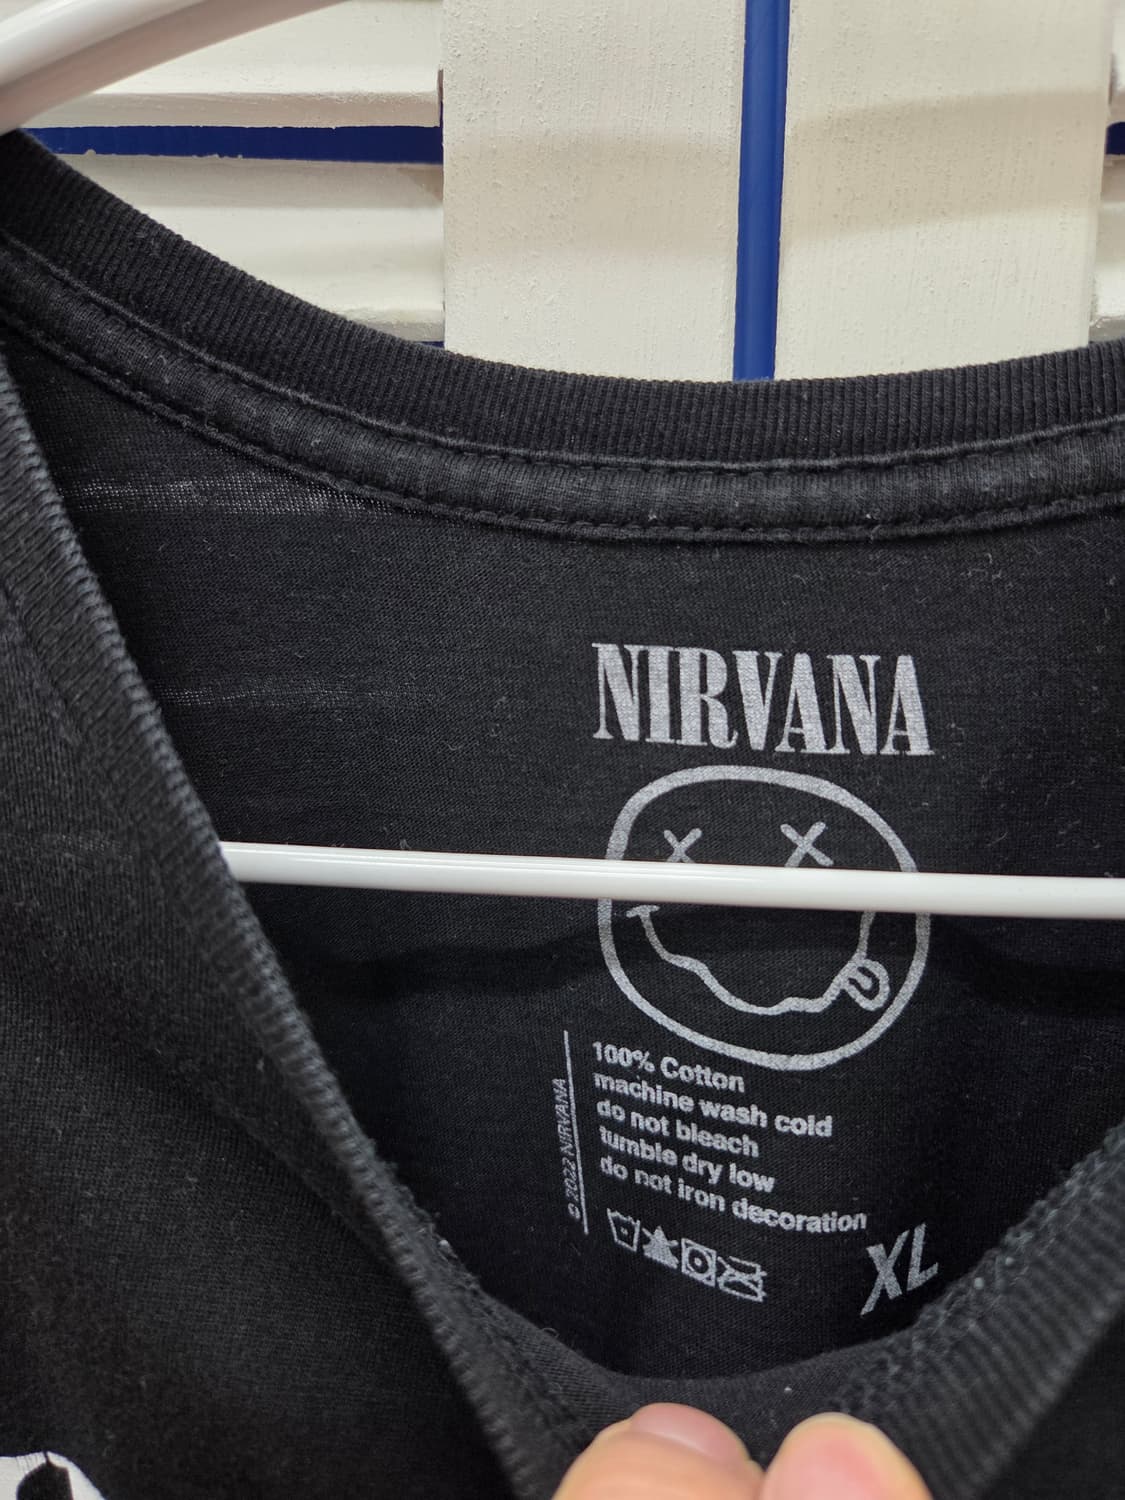 NIRVANA
100% Cotton
machine wash cold
do not bleach
tumble dry low
do not iron decoration
© 2022 NIRVANA
XL